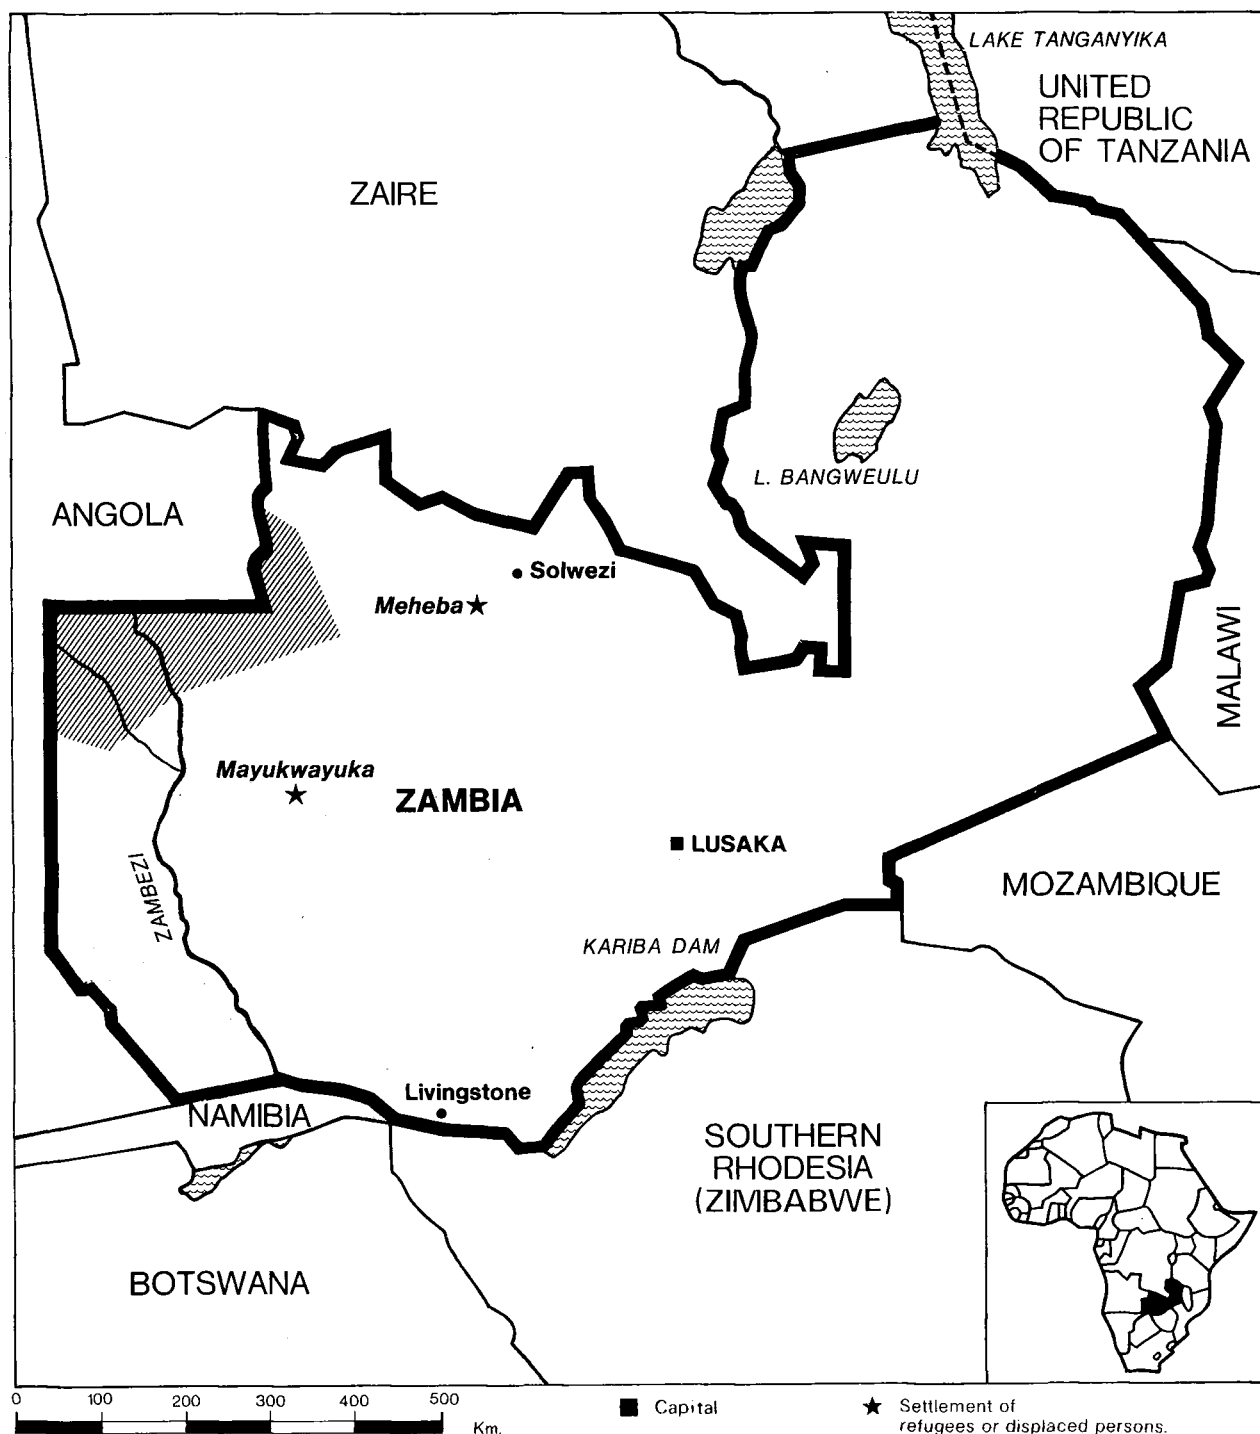 LAKE TANGANYIKA
UNITED
REPUBLIC
OF TANZANIA
ZAIRE
L. BANGWEULU
ANGOLA
Solwezi
Meheba
MALAWI
Mayukwayuka
ZAMBIA
LUSAKA
MOZAMBIQUE
ZAMBEZI
KARIBA DAM
Livingstone
NAMIBIA
SOUTHERN
RHODESIA
(ZIMBABWE)
BOTSWANA
0 100 200 300 400 500
Km.
Capital
Settlement of
refugees or displaced persons.